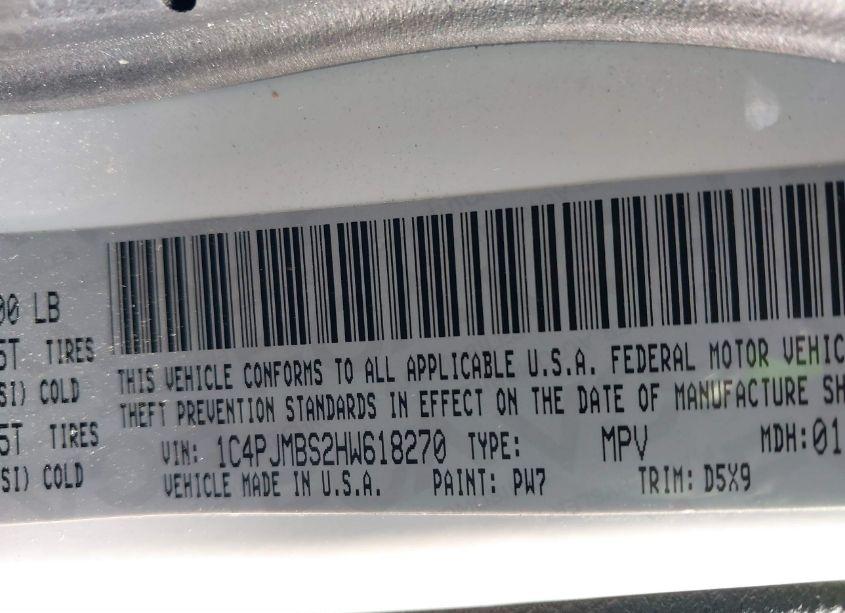 00 LB
5T TIRES
SI) COLD
5T TIRES
SI) COLD
THIS VEHICLE CONFORMS TO ALL APPLICABLE U.S.A. FEDERAL MOTOR VEHIC
THEFT PREVENTION STANDARDS IN EFFECT ON THE DATE OF MANUFACTURE SH
VIN: 1C4PJMBS2HW618270 TYPE: MPV MDH:01
VEHICLE MADE IN U.S.A. PAINT: PW7 TRIM: D5X9